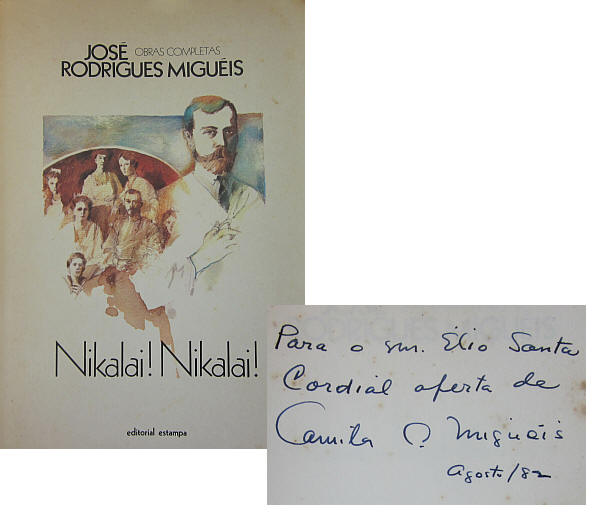 JOSÉ OBRAS COMPLETAS
RODRIGUES MIGUÉIS
Nikalai! Nikalai!
editorial estampa
Para o snr. Élio Santa
Cordial oferta de
Camila P. Miguéis
Agosto/82